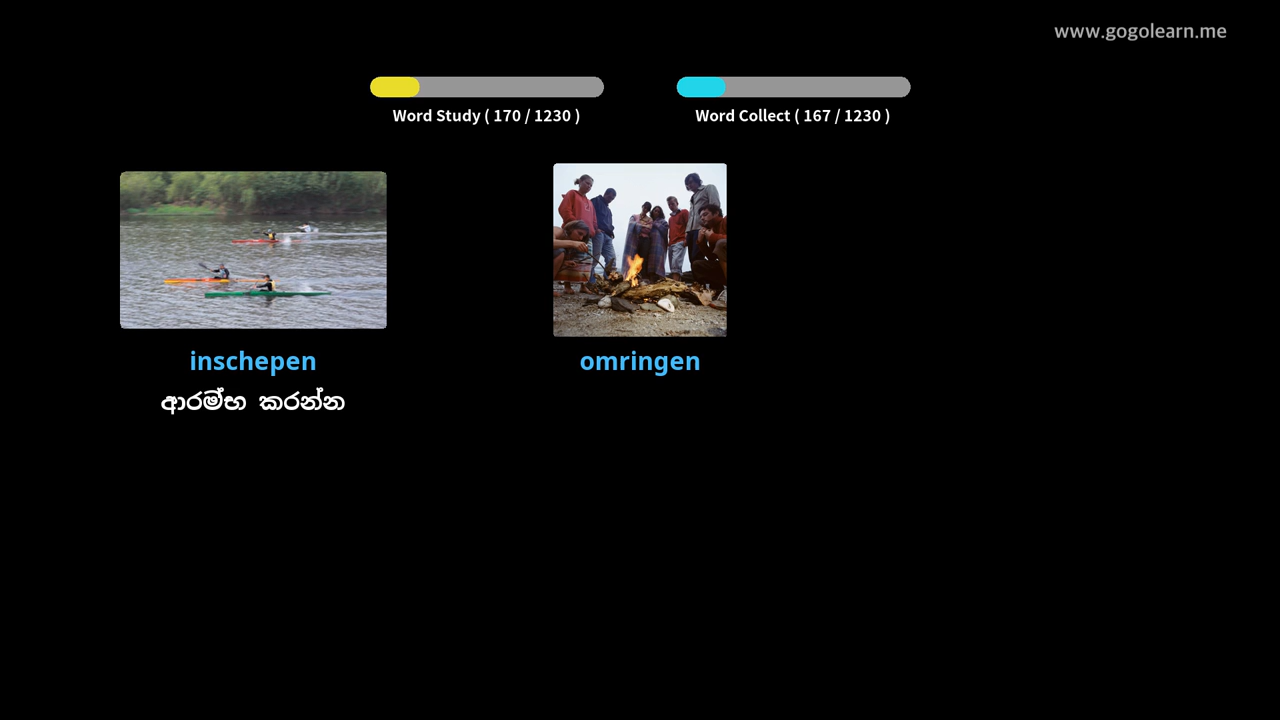 www.gogolearn.me
Word Study ( 170 / 1230 )
Word Collect ( 167 / 1230 )
inschepen
ආරම්භ කරන්න
omringen